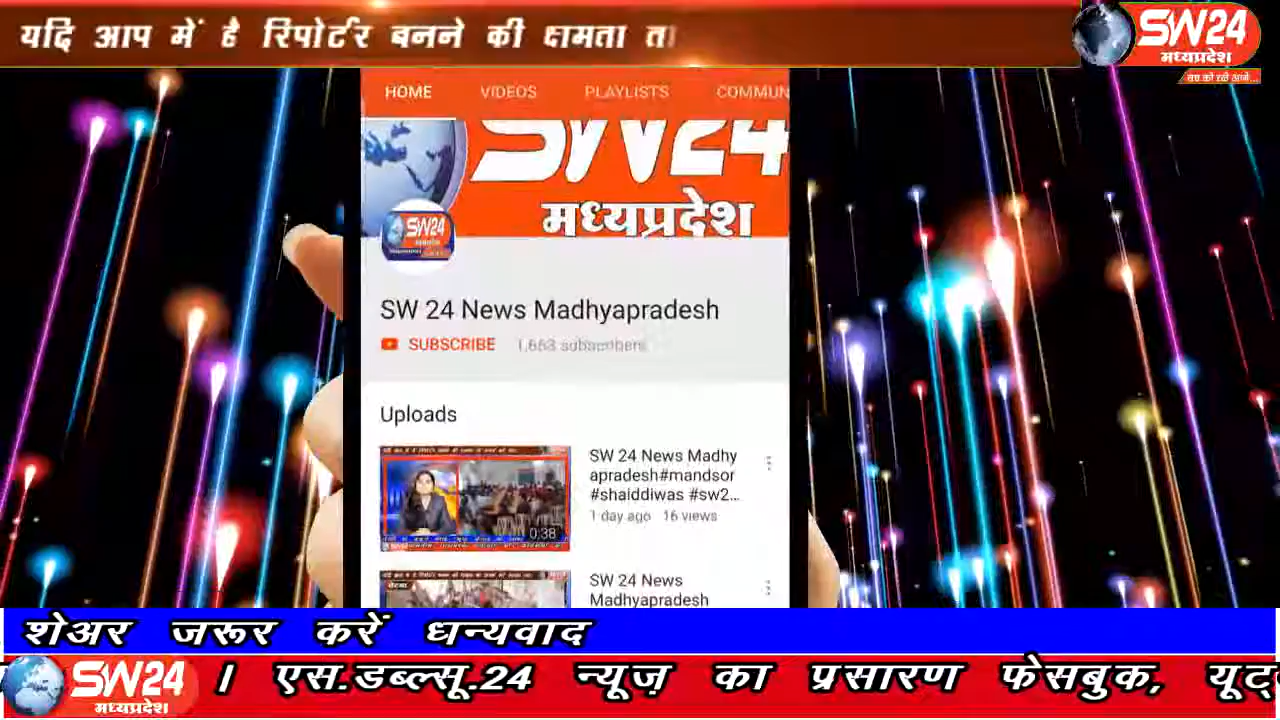 यदि आप में है रिपोर्टर बनने की क्षमता त
SW24
मध्यप्रदेश
HOME VIDEOS PLAYLISTS COMMUN
SW24
मध्यप्रदेश
SW24
SW 24 News Madhyapradesh
SUBSCRIBE 1,663 subscribers
Uploads
SW 24 News Madhy
apradesh#mandsor
#shaiddiwas #sw2...
1 day ago 16 views
0:38
SW 24 News
Madhyapradesh
शेअर जरूर करें धन्यवाद
SW24
मध्यप्रदेश
। एस.डब्ल्सू.24 न्यूज़ का प्रसारण फेसबुक, यूट्